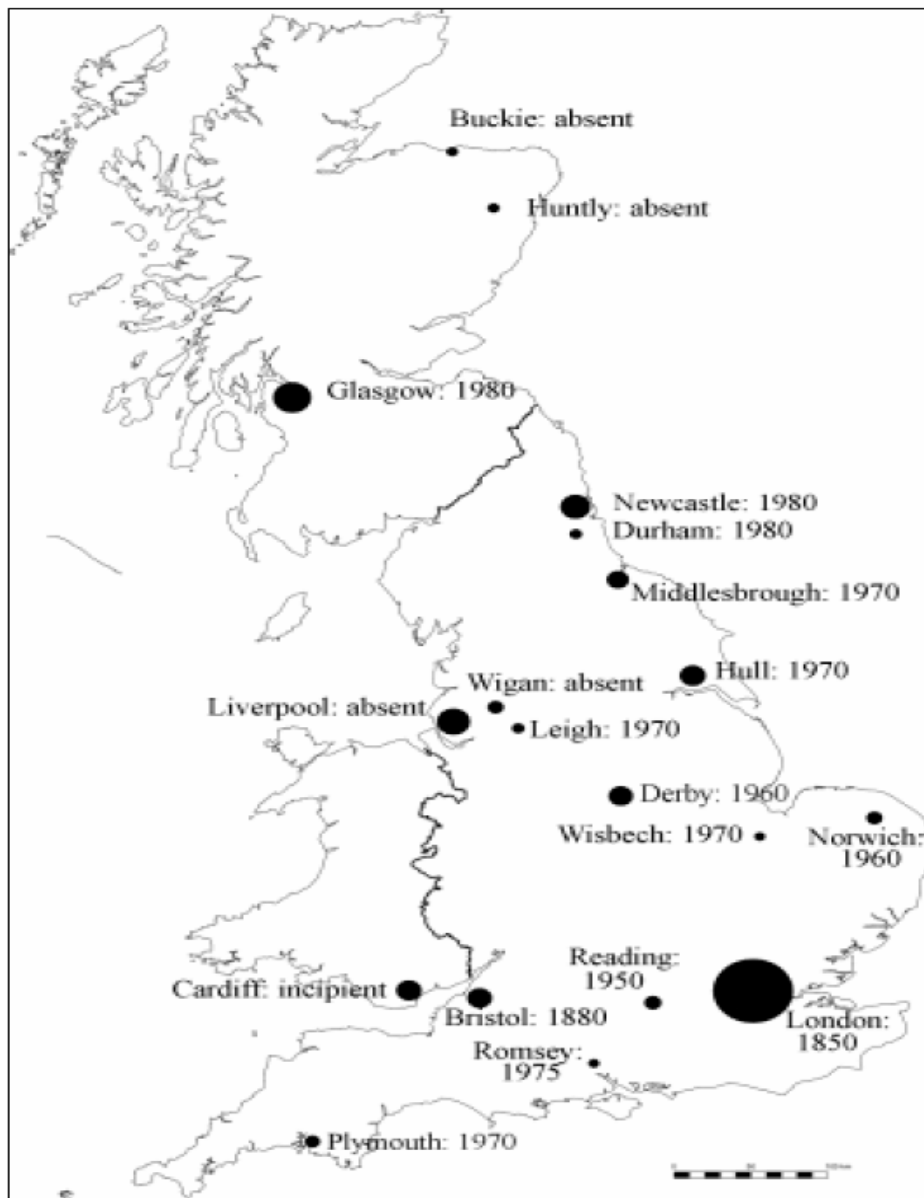 Buckie: absent
Huntly: absent
Glasgow: 1980
Newcastle: 1980
Durham: 1980
Middlesbrough: 1970
Hull: 1970
Wigan: absent
Liverpool: absent
Leigh: 1970
Derby: 1960
Wisbech: 1970
Norwich:
1960
Reading:
1950
Cardiff: incipient
Bristol: 1880
London:
1850
Romsey:
1975
Plymouth: 1970